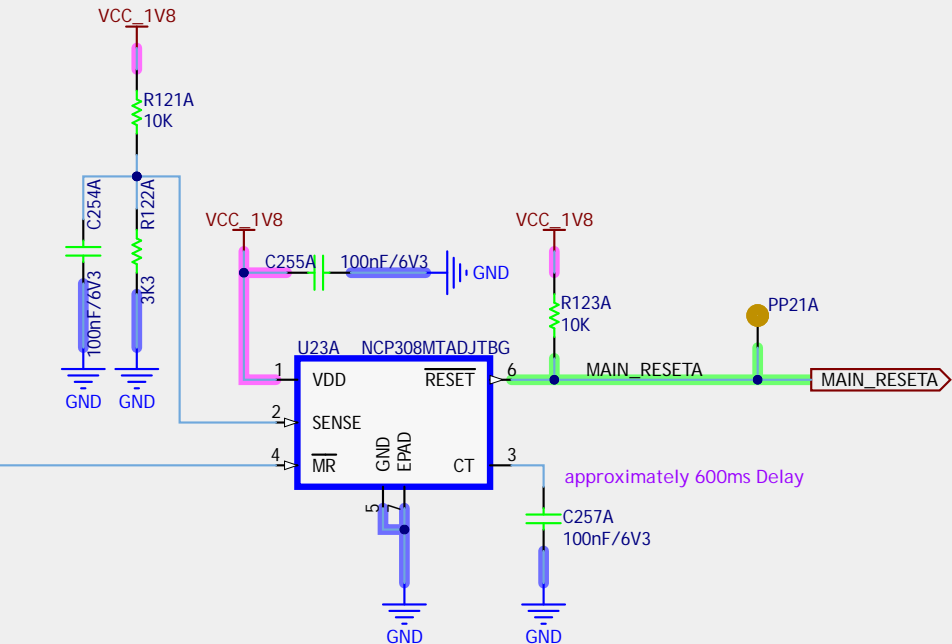 VCC_1V8
R121A
10K
C254A
100nF/6V3
R122A
3K3
GND
GND
VCC_1V8
C255A
100nF/6V3
GND
VCC_1V8
R123A
10K
PP21A
U23A
NCP308MTADJTBG
1
VDD
2
SENSE
4
MR
RESET
6
MAIN_RESETA
MAIN_RESETA
GND
EPAD
5
7
CT
3
approximately 600ms Delay
C257A
100nF/6V3
GND
GND